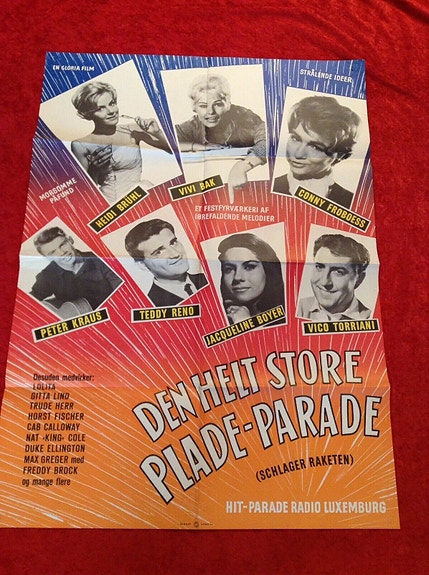 EN GLORIA FILM
STRÅLENDE IDEER
HEIDI BRÜHL
VIVI BAK
CONNY FROBOESS
MORSOMME
PÅFUND
ET FESTFYRVÆRKERI AF
IØREFALDENDE MELODIER
PETER KRAUS
TEDDY RENO
JACQUELINE BOYER
VICO TORRIANI
Desuden medvirker:
LOLITA
GITTA LIND
TRUDE HERR
HORST FISCHER
CAB CALLOWAY
NAT »KING« COLE
DUKE ELLINGTON
MAX GREGER med
FREDDY BROCK
og mange flere
DEN HELT STORE
PLADE-PARADE
(SCHLAGER RAKETEN)
HIT-PARADE RADIO LUXEMBURG